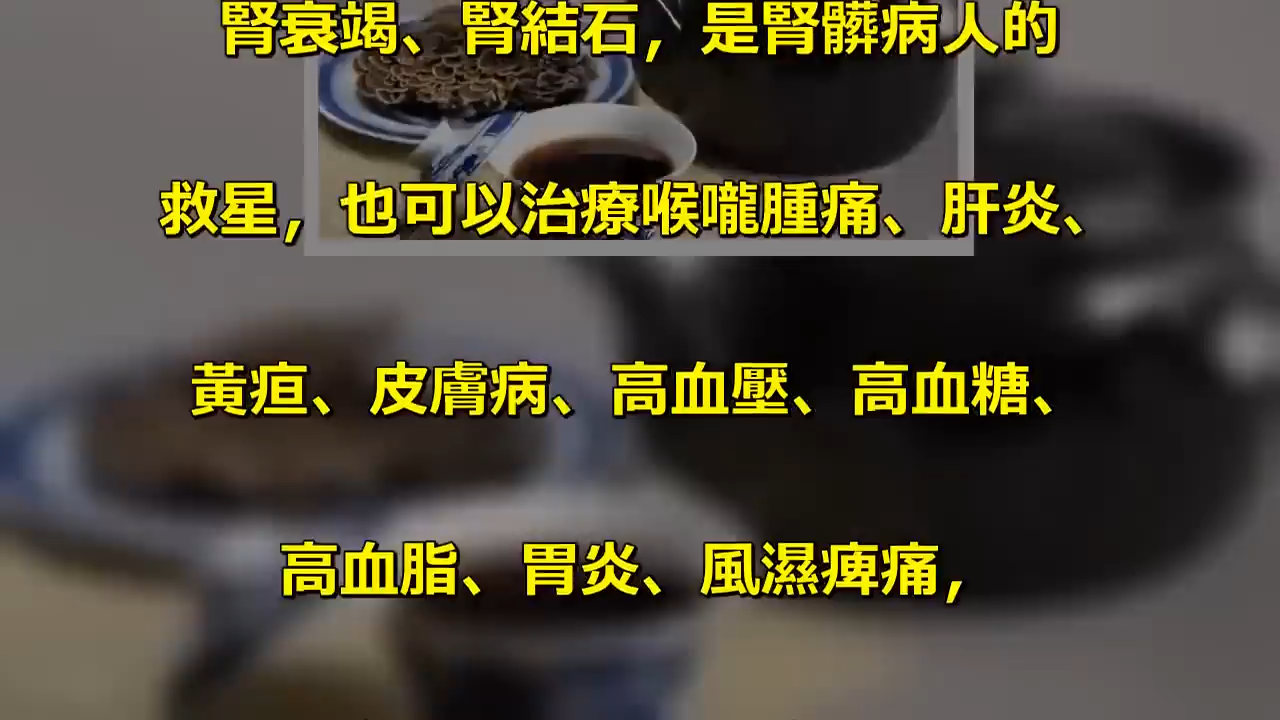 腎衰竭、腎結石，是腎髒病人的
救星，也可以治療喉嚨腫痛、肝炎、
黃疸、皮膚病、高血壓、高血糖、
高血脂、胃炎、風濕痺痛，